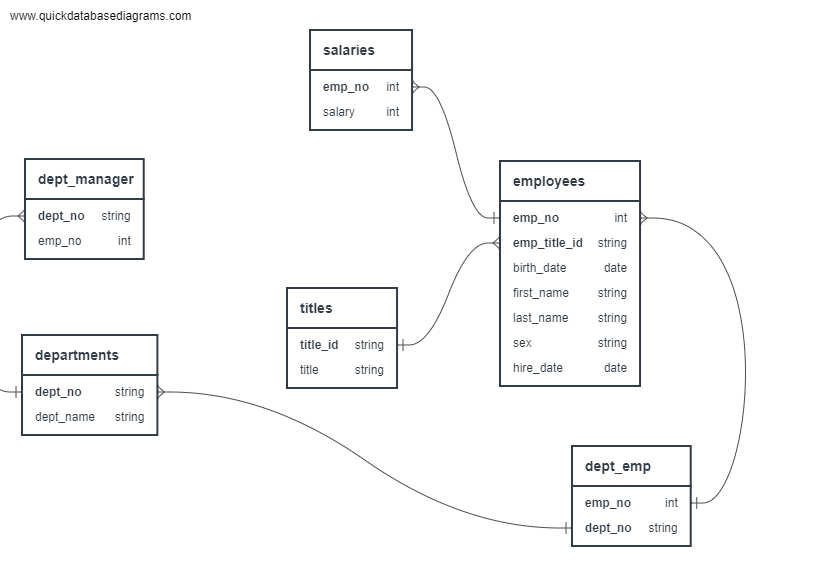 www.quickdatabasediagrams.com
salaries
emp_no int
salary int
dept_manager
dept_no string
emp_no int
employees
emp_no int
emp_title_id string
birth_date date
first_name string
last_name string
sex string
hire_date date
titles
title_id string
title string
departments
dept_no string
dept_name string
dept_emp
emp_no int
dept_no string